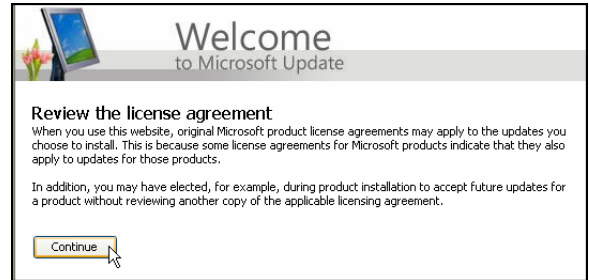 Welcome
to Microsoft Update
Review the license agreement
When you use this website, original Microsoft product license agreements may apply to the updates you
choose to install. This is because some license agreements for Microsoft products indicate that they also
apply to updates for those products.
In addition, you may have elected, for example, during product installation to accept future updates for
a product without reviewing another copy of the applicable licensing agreement.
Continue